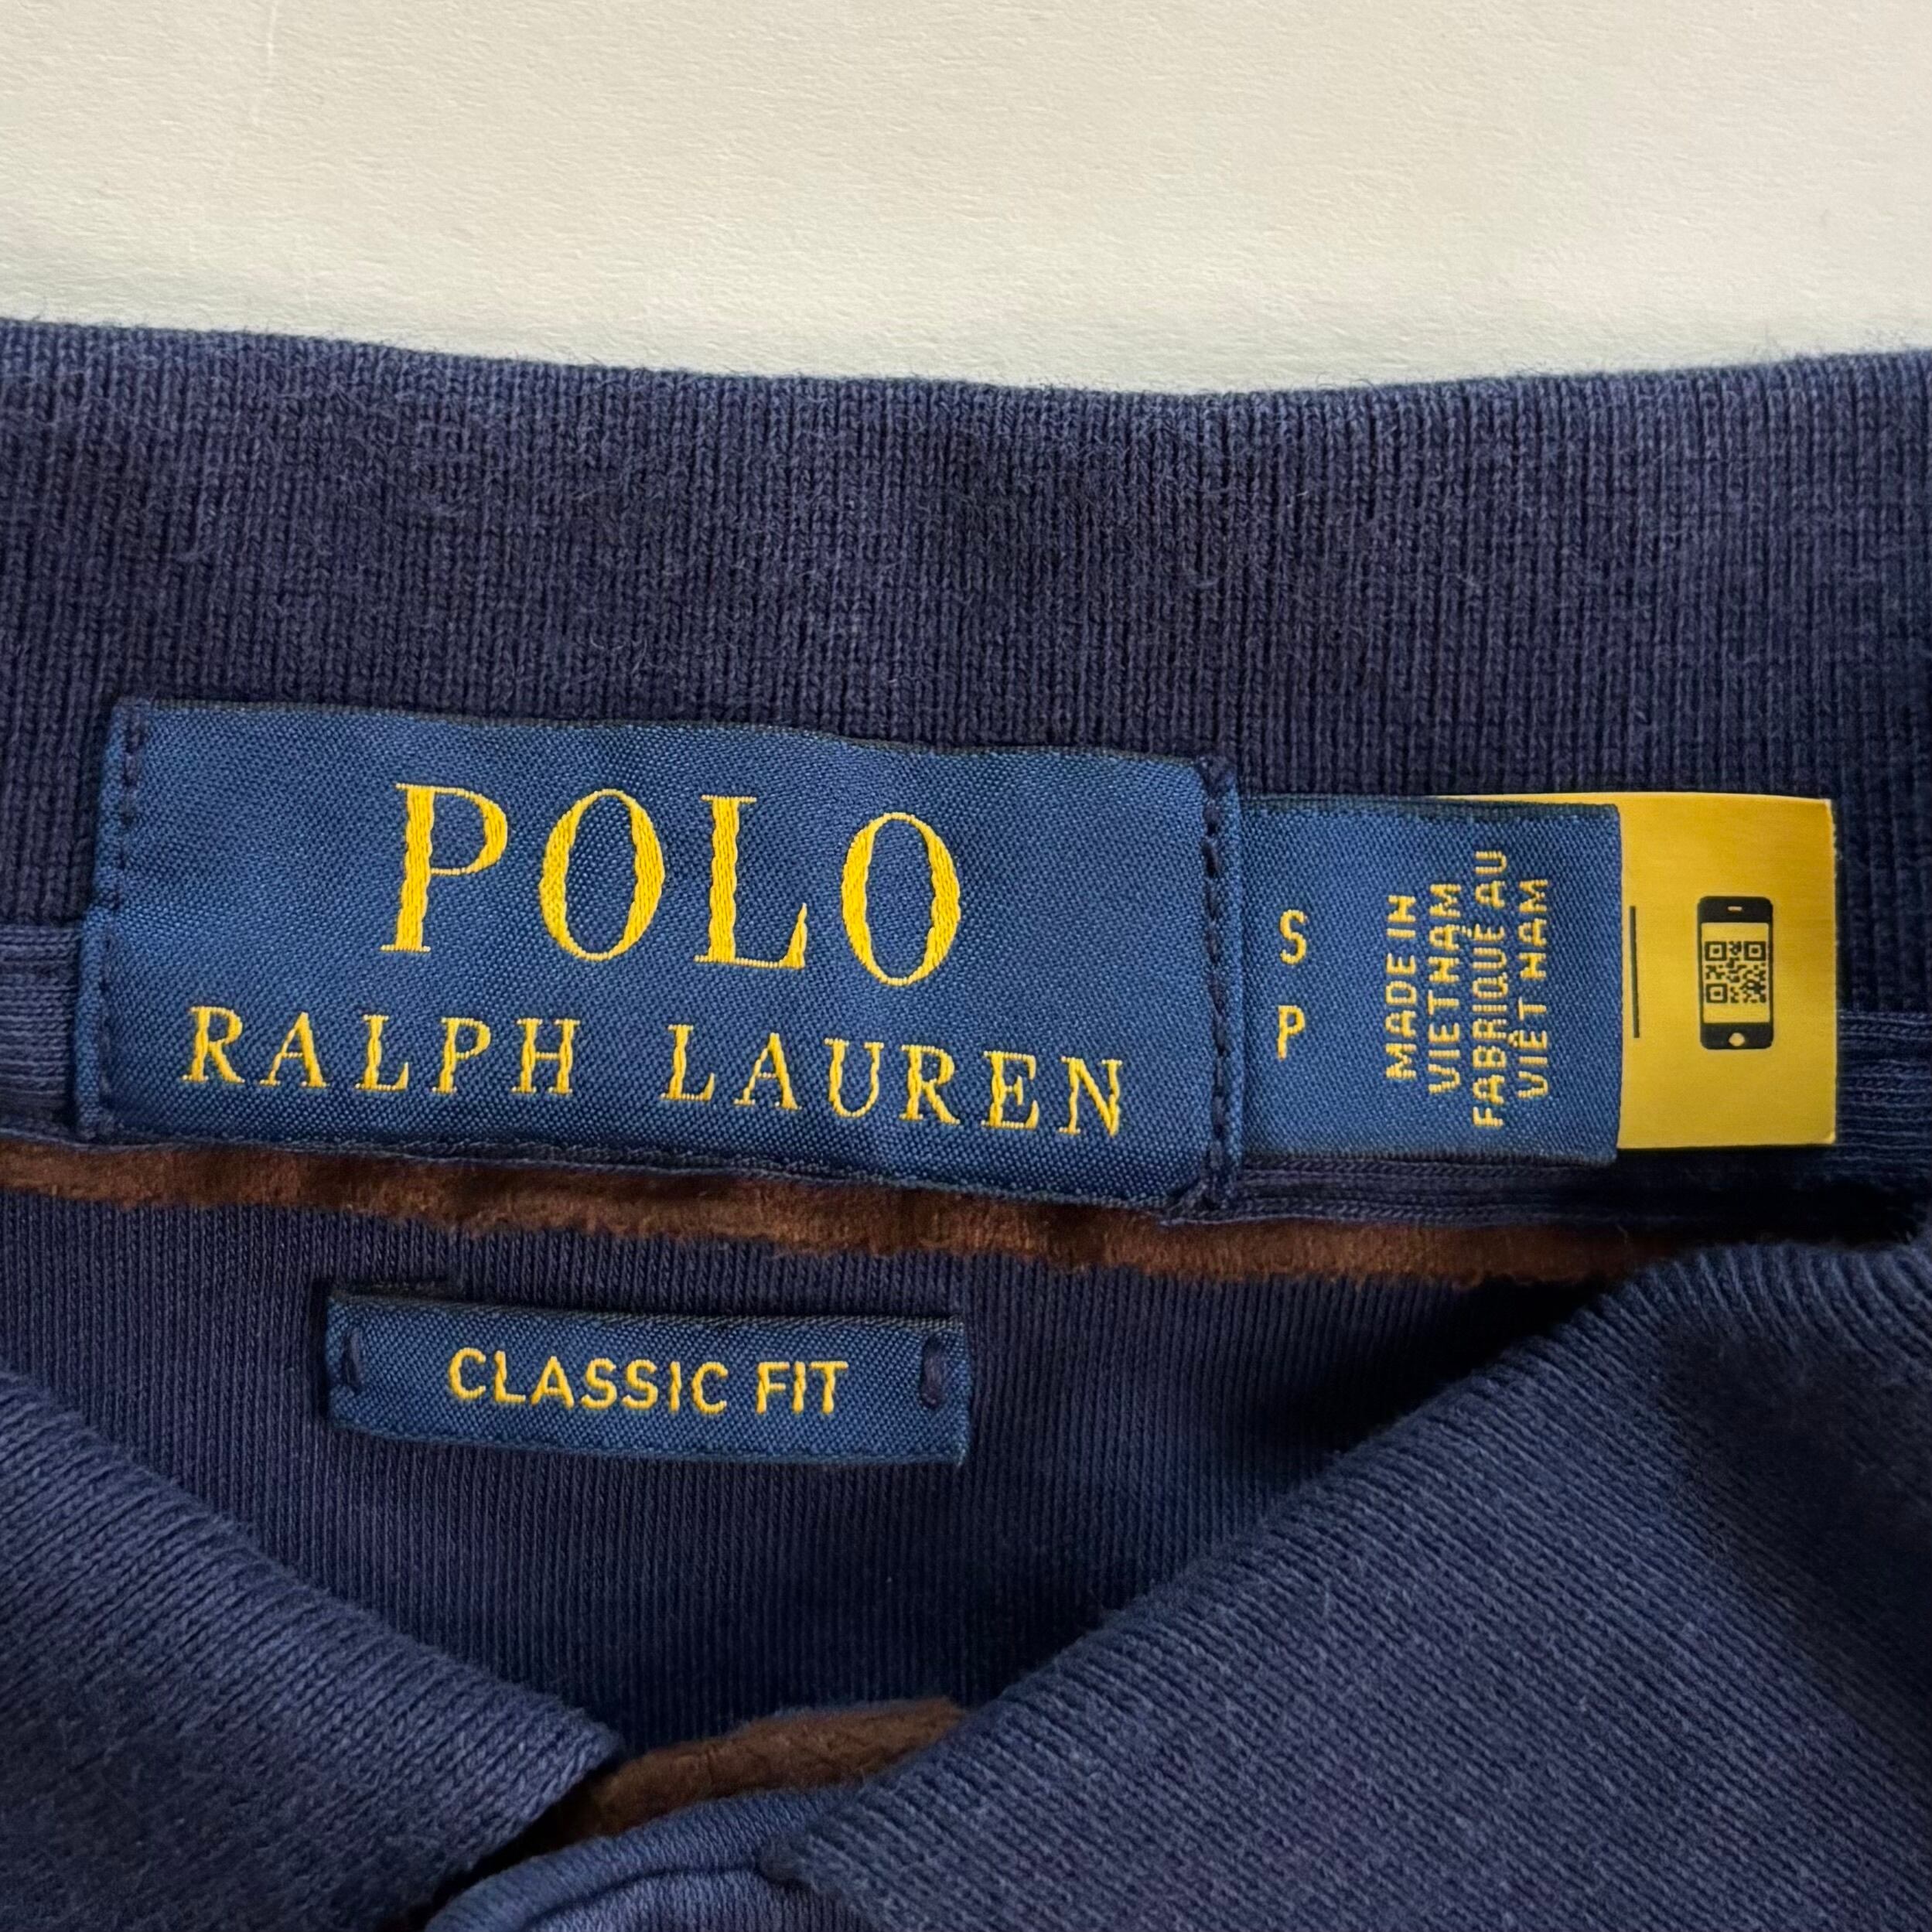 POLO
RALPH LAUREN
S
P
MADE IN
VIETNAM
FABRIQUÉ AU
VIÊT NAM
CLASSIC FIT